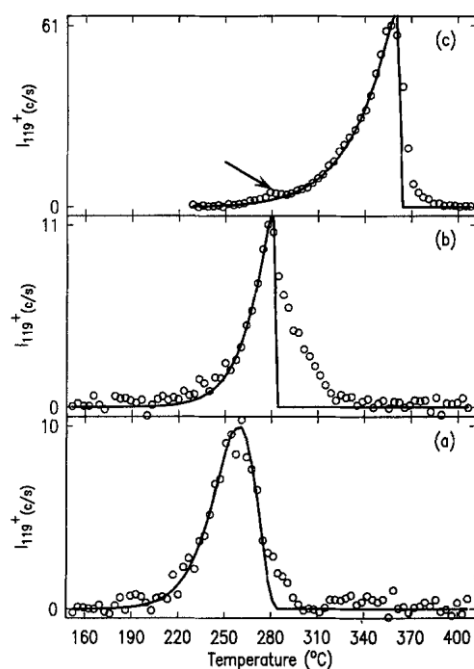 61
(c)
I₁₁₉⁺(c/s)
0
11
(b)
I₁₁₉⁺(c/s)
0
10
(a)
I₁₁₉⁺(c/s)
0
160 190 220 250 280 310 340 370 400
Temperature (°C)